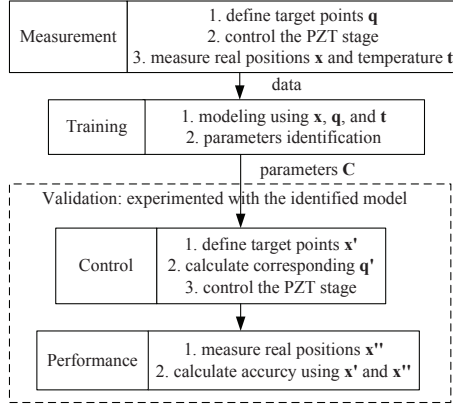 Measurement
1. define target points q
2. control the PZT stage
3. measure real positions x and temperature t
data
Training
1. modeling using x, q, and t
2. parameters identification
parameters C
Validation: experimented with the identified model
Control
1. define target points x'
2. calculate corresponding q'
3. control the PZT stage
Performance
1. measure real positions x''
2. calculate accurcy using x' and x''